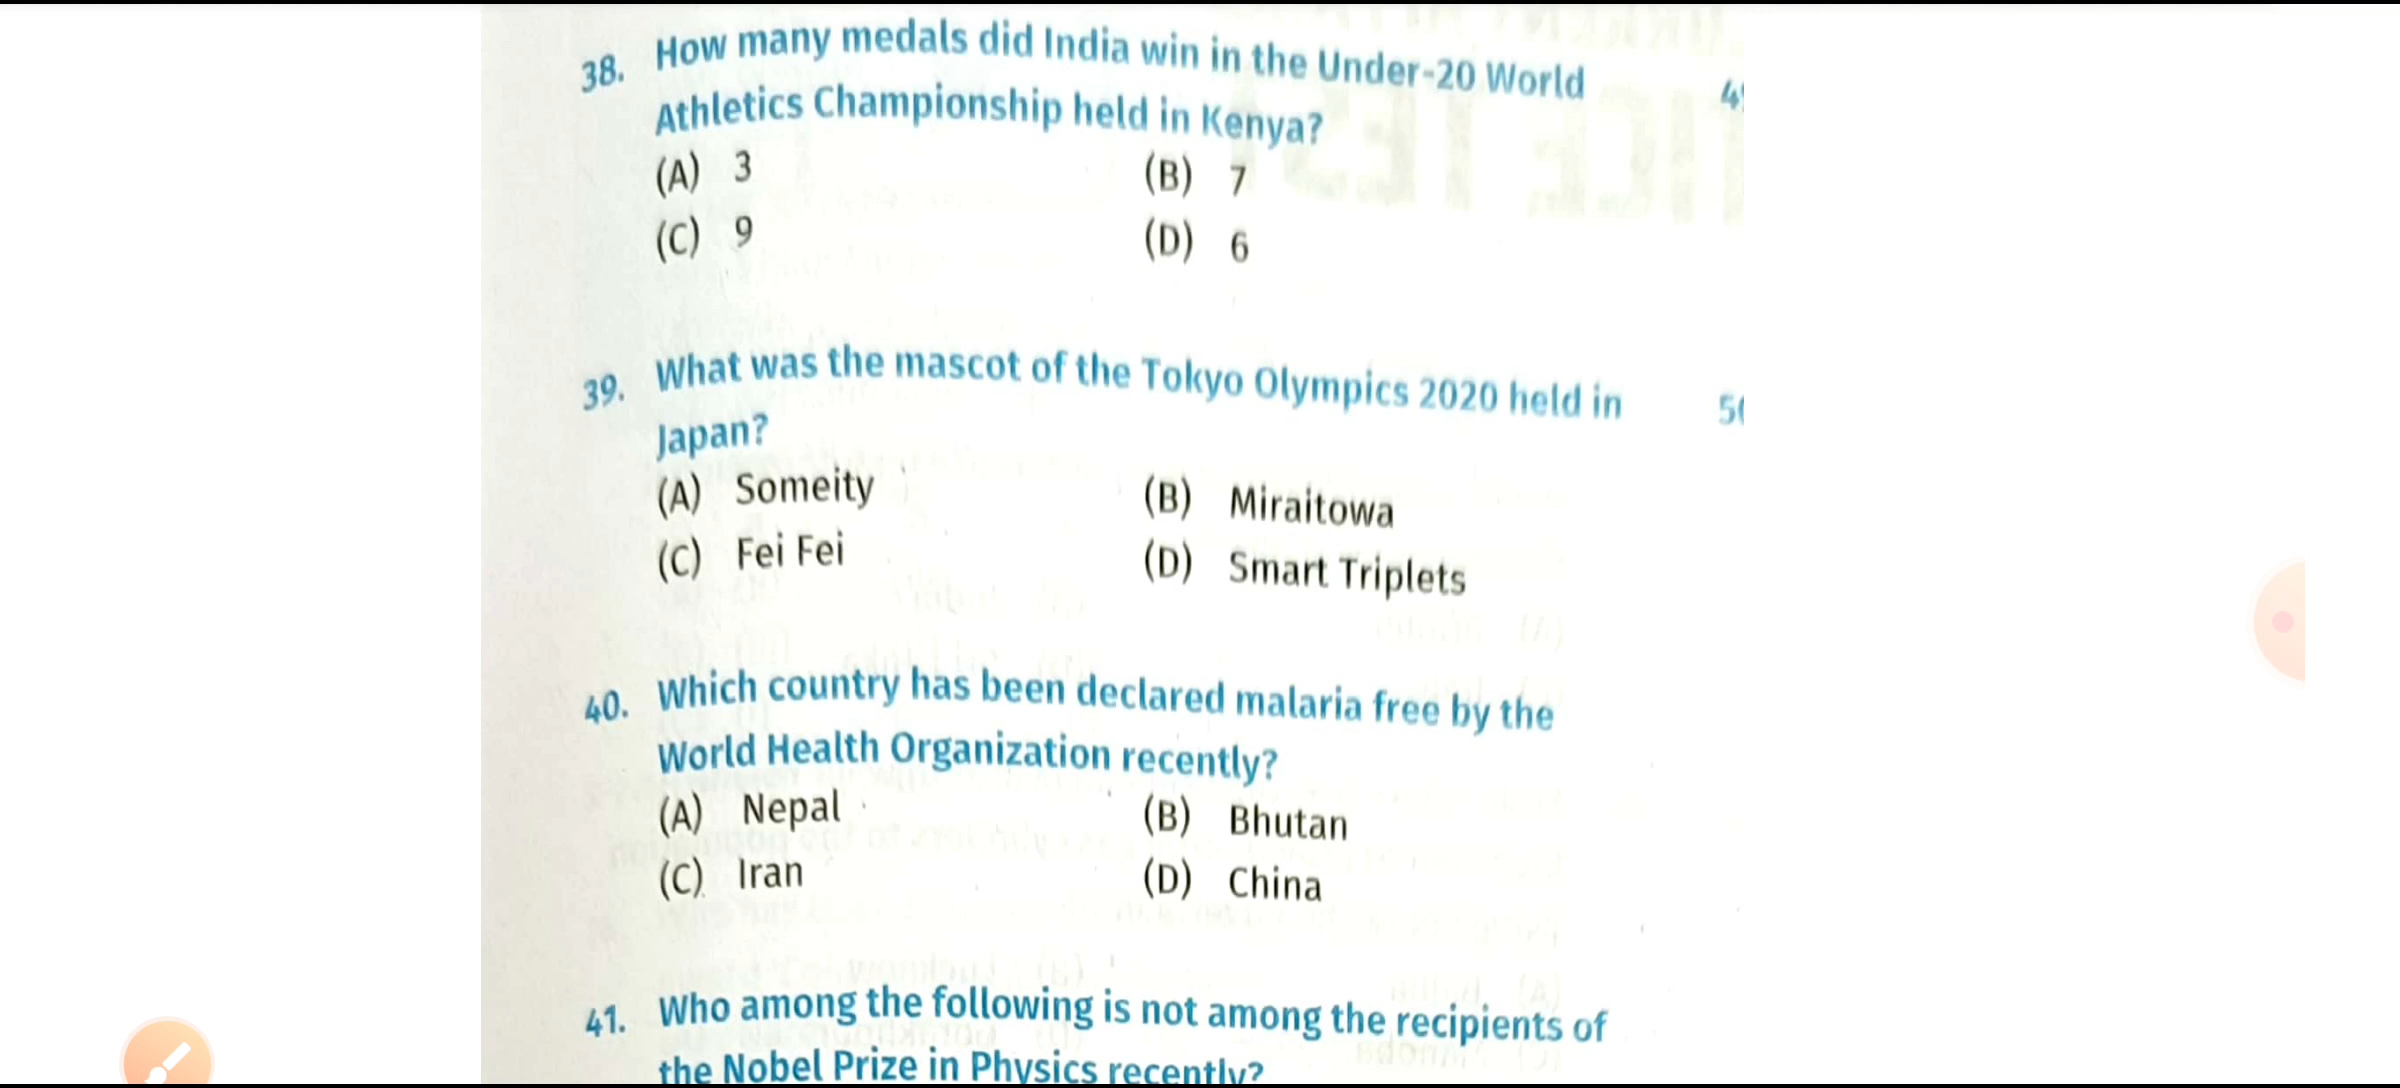 38. How many medals did India win in the Under-20 World
Athletics Championship held in Kenya?
(A) 3 (B) 7
(C) 9 (D) 6
39. What was the mascot of the Tokyo Olympics 2020 held in
Japan?
(A) Someity (B) Miraitowa
(C) Fei Fei (D) Smart Triplets
40. Which country has been declared malaria free by the
World Health Organization recently?
(A) Nepal (B) Bhutan
(C) Iran (D) China
41. Who among the following is not among the recipients of
the Nobel Prize in Physics recently?